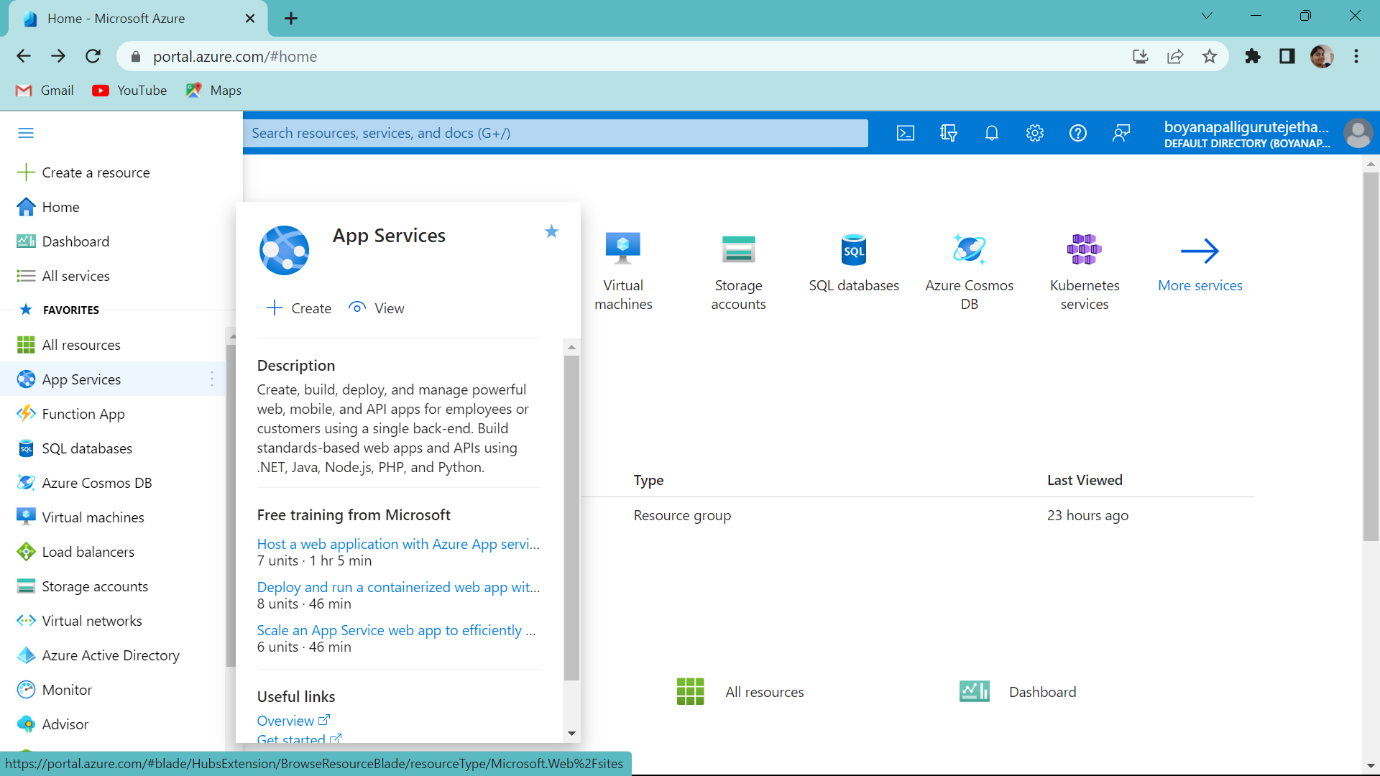 Home - Microsoft Azure
portal.azure.com/#home
Gmail
YouTube
Maps
Search resources, services, and docs (G+/)
boyanapalligurutejetha...
DEFAULT DIRECTORY (BOYANAP...
Create a resource
Home
Dashboard
All services
FAVORITES
All resources
App Services
Function App
SQL databases
Azure Cosmos DB
Virtual machines
Load balancers
Storage accounts
Virtual networks
Azure Active Directory
Monitor
Advisor
App Services
Create
View
Description
Create, build, deploy, and manage powerful
web, mobile, and API apps for employees or
customers using a single back-end. Build
standards-based web apps and APIs using
.NET, Java, Node.js, PHP, and Python.
Free training from Microsoft
Host a web application with Azure App servi...
7 units · 1 hr 5 min
Deploy and run a containerized web app wit...
8 units · 46 min
Scale an App Service web app to efficiently ...
6 units · 46 min
Useful links
Overview
Get started
Virtual
machines
Storage
accounts
SQL
SQL databases
Azure Cosmos
DB
Kubernetes
services
More services
Type
Last Viewed
Resource group
23 hours ago
All resources
Dashboard
https://portal.azure.com/#blade/HubsExtension/BrowseResourceBlade/resourceType/Microsoft.Web%2Fsites